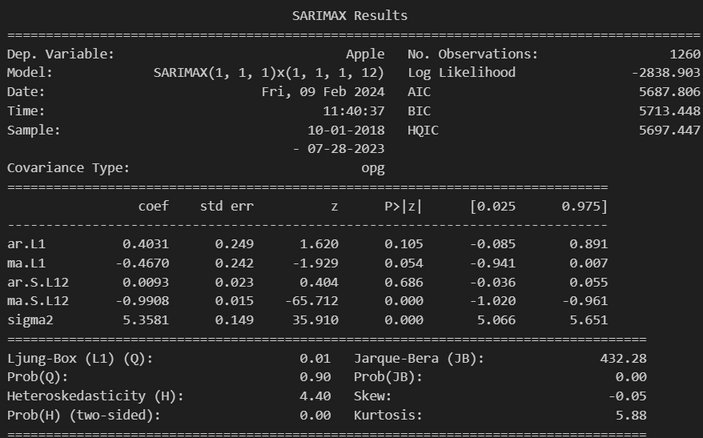 SARIMAX Results
==========================================================================================
Dep. Variable: Apple No. Observations: 1260
Model: SARIMAX(1, 1, 1)x(1, 1, 1, 12) Log Likelihood -2838.903
Date: Fri, 09 Feb 2024 AIC 5687.806
Time: 11:40:37 BIC 5713.448
Sample: 10-01-2018 HQIC 5697.447
- 07-28-2023
Covariance Type: opg
==============================================================================
coef std err z P>|z| [0.025 0.975]
------------------------------------------------------------------------------
ar.L1 0.4031 0.249 1.620 0.105 -0.085 0.891
ma.L1 -0.4670 0.242 -1.929 0.054 -0.941 0.007
ar.S.L12 0.0093 0.023 0.404 0.686 -0.036 0.055
ma.S.L12 -0.9908 0.015 -65.712 0.000 -1.020 -0.961
sigma2 5.3581 0.149 35.910 0.000 5.066 5.651
===================================================================================
Ljung-Box (L1) (Q): 0.01 Jarque-Bera (JB): 432.28
Prob(Q): 0.90 Prob(JB): 0.00
Heteroskedasticity (H): 4.40 Skew: -0.05
Prob(H) (two-sided): 0.00 Kurtosis: 5.88
===================================================================================